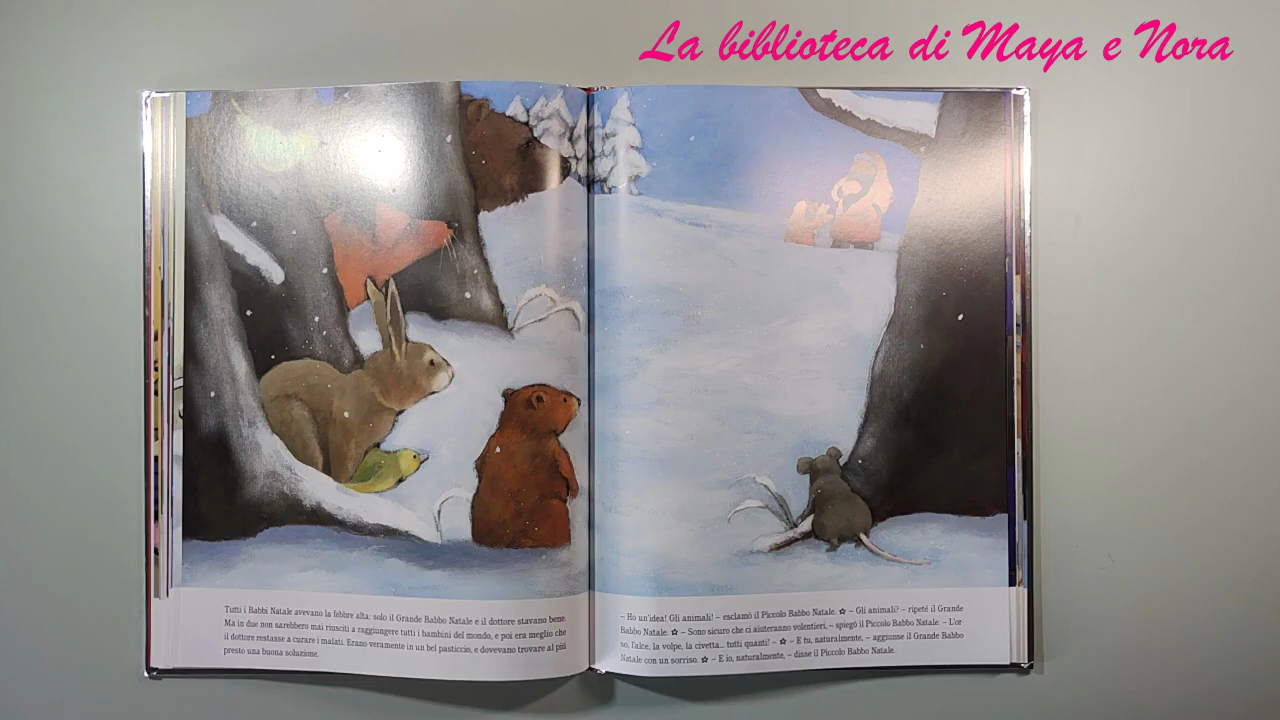 La biblioteca di Maya e Nora
Tutti i Babbi Natale avevano la febbre alta: solo il Grande Babbo Natale e il dottore stavano bene.
Ma in due non sarebbero mai riusciti a raggiungere tutti i bambini del mondo, e poi era meglio che
il dottore restasse a curare i malati. Erano veramente in un bel pasticcio, e dovevano trovare al più
presto una buona soluzione.
– Ho un'idea! Gli animali! – esclamò il Piccolo Babbo Natale. ✩ – Gli animali? – ripeté il Grande
Babbo Natale. ✩ – Sono sicuro che ci aiuteranno volentieri, – spiegò il Piccolo Babbo Natale. – L'or-
so, l'alce, la volpe, la civetta... tutti quanti! – ✩ – E tu, naturalmente, – aggiunse il Grande Babbo
Natale con un sorriso. ✩ – E io, naturalmente, – disse il Piccolo Babbo Natale.